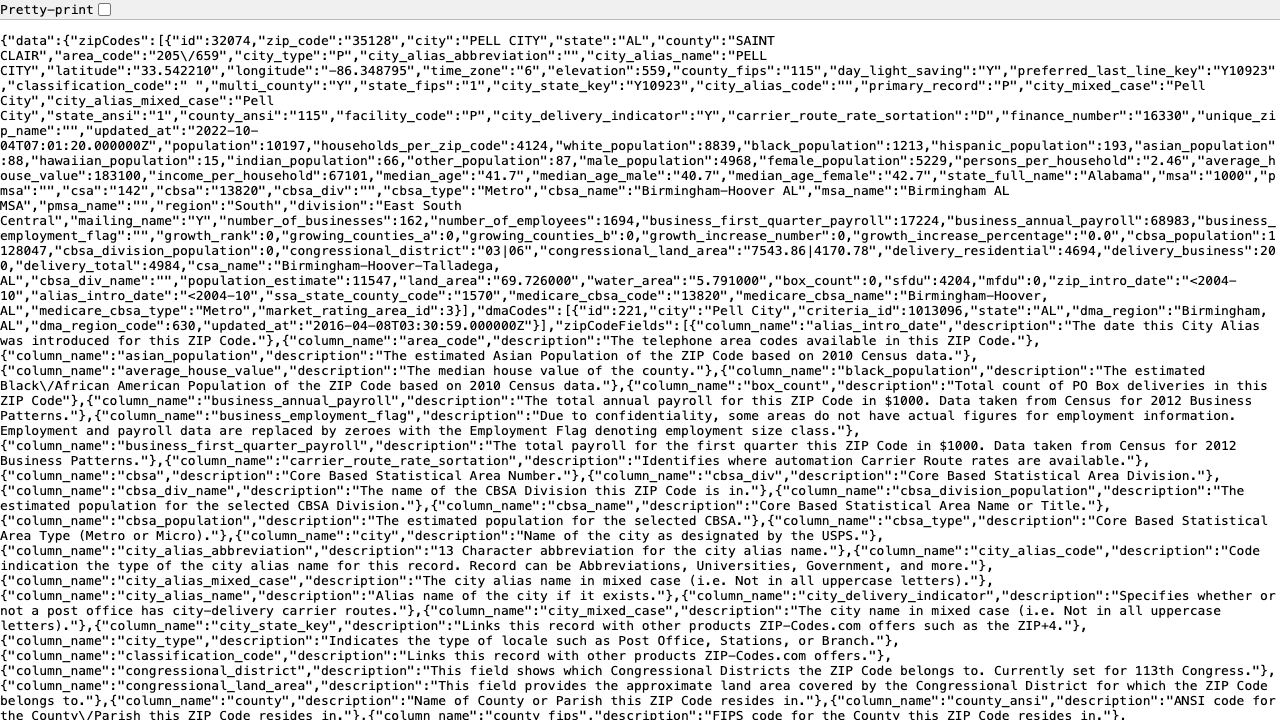 Pretty-print
{"data":{"zipCodes":[{"id":32074,"zip_code":"35128","city":"PELL CITY","state":"AL","county":"SAINT
CLAIR","area_code":"205\/659","city_type":"P","city_alias_abbreviation":"","city_alias_name":"PELL
CITY","latitude":"33.542210","longitude":"-86.348795","time_zone":"6","elevation":559,"county_fips":"115","day_light_saving":"Y","preferred_last_line_key":"Y10923"
,"classification_code":" ","multi_county":"Y","state_fips":"1","city_state_key":"Y10923","city_alias_code":"","primary_record":"P","city_mixed_case":"Pell
City","city_alias_mixed_case":"Pell
City","state_ansi":"1","county_ansi":"115","facility_code":"P","city_delivery_indicator":"Y","carrier_route_rate_sortation":"D","finance_number":"16330","unique_zi
p_name":"","updated_at":"2022-10-
04T07:01:20.000000Z","population":10197,"households_per_zip_code":4124,"white_population":8839,"black_population":1213,"hispanic_population":193,"asian_population"
:88,"hawaiian_population":15,"indian_population":66,"other_population":87,"male_population":4968,"female_population":5229,"persons_per_household":"2.46","average_h
ouse_value":183100,"income_per_household":67101,"median_age":"41.7","median_age_male":"40.7","median_age_female":"42.7","state_full_name":"Alabama","msa":"1000","p
msa":"","csa":"142","cbsa":"13820","cbsa_div":"","cbsa_type":"Metro","cbsa_name":"Birmingham-Hoover AL","msa_name":"Birmingham AL
MSA","pmsa_name":"","region":"South","division":"East South
Central","mailing_name":"Y","number_of_businesses":162,"number_of_employees":1694,"business_first_quarter_payroll":17224,"business_annual_payroll":68983,"business_
employment_flag":"","growth_rank":0,"growing_counties_a":0,"growing_counties_b":0,"growth_increase_number":0,"growth_increase_percentage":"0.0","cbsa_population":1
128047,"cbsa_division_population":0,"congressional_district":"03|06","congressional_land_area":"7543.86|4170.78","delivery_residential":4694,"delivery_business":29
0,"delivery_total":4984,"csa_name":"Birmingham-Hoover-Talladega,
AL","cbsa_div_name":"","population_estimate":11547,"land_area":"69.726000","water_area":"5.791000","box_count":0,"sfdu":4204,"mfdu":0,"zip_intro_date":"<2004-
10","alias_intro_date":"<2004-10","ssa_state_county_code":"1570","medicare_cbsa_code":"13820","medicare_cbsa_name":"Birmingham-Hoover,
AL","medicare_cbsa_type":"Metro","market_rating_area_id":3}],"dmaCodes":[{"id":221,"city":"Pell City","criteria_id":1013096,"state":"AL","dma_region":"Birmingham,
AL","dma_region_code":630,"updated_at":"2016-04-08T03:30:59.000000Z"}],"zipCodeFields":[{"column_name":"alias_intro_date","description":"The date this City Alias
was introduced for this ZIP Code."},{"column_name":"area_code","description":"The telephone area codes available in this ZIP Code."},
{"column_name":"asian_population","description":"The estimated Asian Population of the ZIP Code based on 2010 Census data."},
{"column_name":"average_house_value","description":"The median house value of the county."},{"column_name":"black_population","description":"The estimated
Black\/African American Population of the ZIP Code based on 2010 Census data."},{"column_name":"box_count","description":"Total count of PO Box deliveries in this
ZIP Code"},{"column_name":"business_annual_payroll","description":"The total annual payroll for this ZIP Code in $1000. Data taken from Census for 2012 Business
Patterns."},{"column_name":"business_employment_flag","description":"Due to confidentiality, some areas do not have actual figures for employment information.
Employment and payroll data are replaced by zeroes with the Employment Flag denoting employment size class."},
{"column_name":"business_first_quarter_payroll","description":"The total payroll for the first quarter this ZIP Code in $1000. Data taken from Census for 2012
Business Patterns."},{"column_name":"carrier_route_rate_sortation","description":"Identifies where automation Carrier Route rates are available."},
{"column_name":"cbsa","description":"Core Based Statistical Area Number."},{"column_name":"cbsa_div","description":"Core Based Statistical Area Division."},
{"column_name":"cbsa_div_name","description":"The name of the CBSA Division this ZIP Code is in."},{"column_name":"cbsa_division_population","description":"The
estimated population for the selected CBSA Division."},{"column_name":"cbsa_name","description":"Core Based Statistical Area Name or Title."},
{"column_name":"cbsa_population","description":"The estimated population for the selected CBSA."},{"column_name":"cbsa_type","description":"Core Based Statistical
Area Type (Metro or Micro)."},{"column_name":"city","description":"Name of the city as designated by the USPS."},
{"column_name":"city_alias_abbreviation","description":"13 Character abbreviation for the city alias name."},{"column_name":"city_alias_code","description":"Code
indication the type of the city alias name for this record. Record can be Abbreviations, Universities, Government, and more."},
{"column_name":"city_alias_mixed_case","description":"The city alias name in mixed case (i.e. Not in all uppercase letters)."},
{"column_name":"city_alias_name","description":"Alias name of the city if it exists."},{"column_name":"city_delivery_indicator","description":"Specifies whether or
not a post office has city-delivery carrier routes."},{"column_name":"city_mixed_case","description":"The city name in mixed case (i.e. Not in all uppercase
letters)."},{"column_name":"city_state_key","description":"Links this record with other products ZIP-Codes.com offers such as the ZIP+4."},
{"column_name":"city_type","description":"Indicates the type of locale such as Post Office, Stations, or Branch."},
{"column_name":"classification_code","description":"Links this record with other products ZIP-Codes.com offers."},
{"column_name":"congressional_district","description":"This field shows which Congressional Districts the ZIP Code belongs to. Currently set for 113th Congress."},
{"column_name":"congressional_land_area","description":"This field provides the approximate land area covered by the Congressional District for which the ZIP Code
belongs to."},{"column_name":"county","description":"Name of County or Parish this ZIP Code resides in."},{"column_name":"county_ansi","description":"ANSI code for
the County\/Parish this ZIP Code resides in."},{"column_name":"county_fips","description":"FIPS code for the County this ZIP Code resides in."},